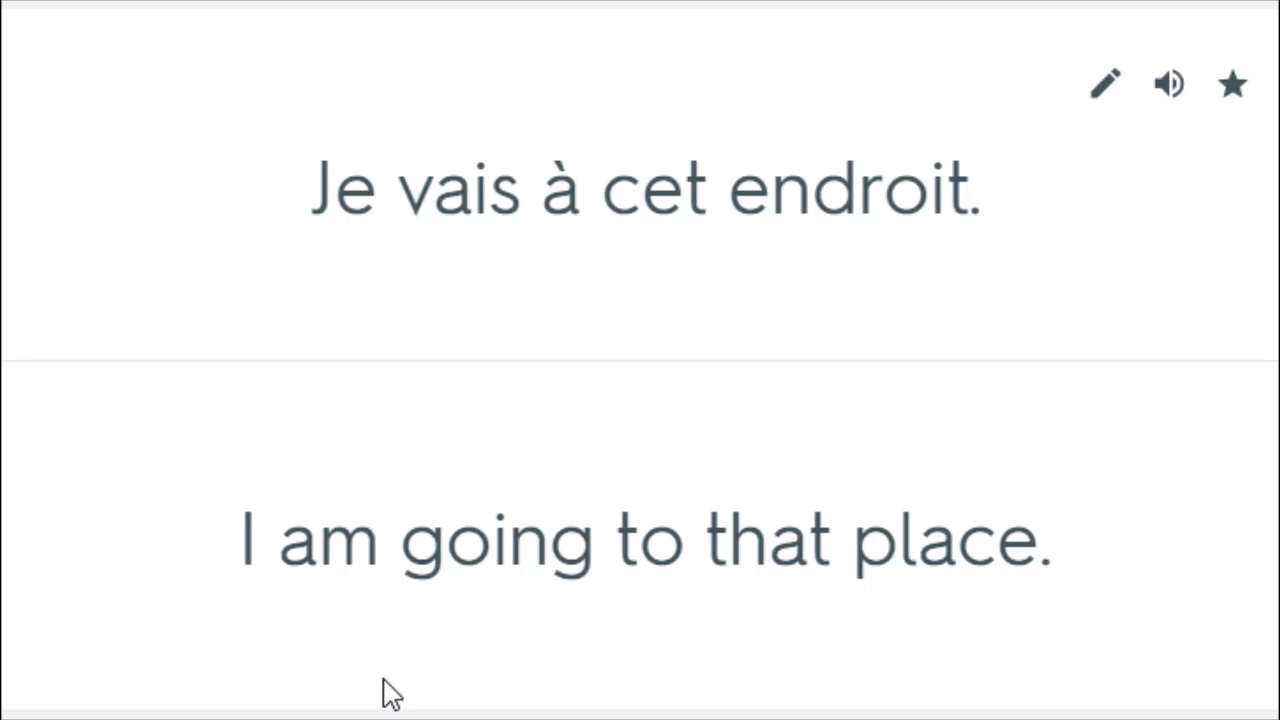 Je vais à cet endroit.
I am going to that place.